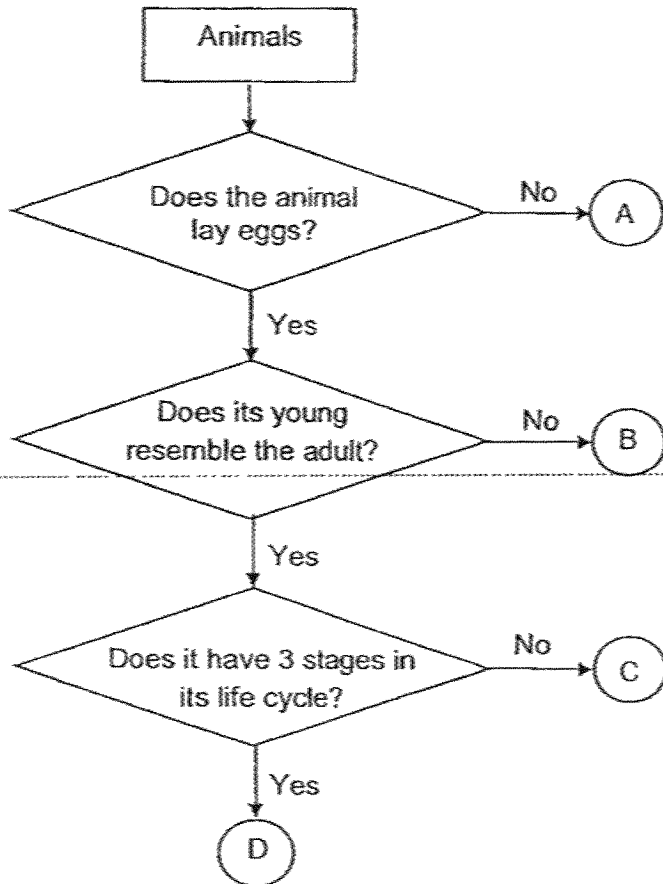 Animals
Does the animal
lay eggs?
No
A
Yes
Does its young
resemble the adult?
No
B
Yes
Does it have 3 stages in
its life cycle?
No
C
Yes
D